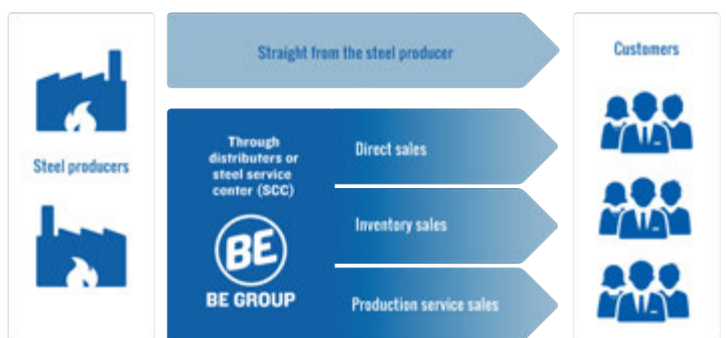 Straight from the steel producer
Customers
Steel producers
Through
distributors or
steel service
center (SCC)
BE
BE GROUP
Direct sales
Inventory sales
Production service sales